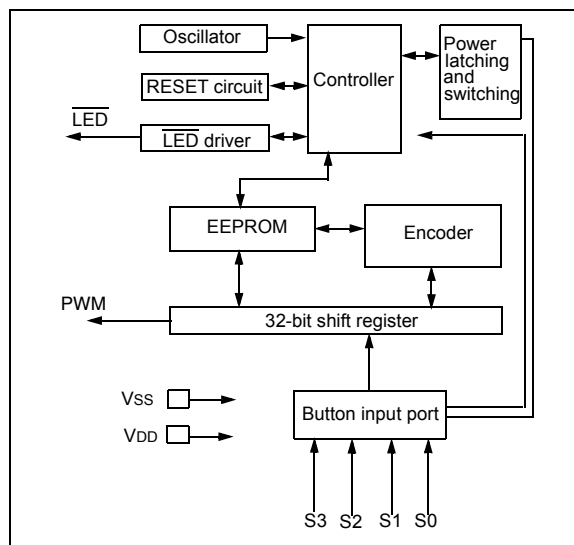 Oscillator
Controller
Power
latching
and
switching
RESET circuit
LED
LED driver
EEPROM
Encoder
PWM
32-bit shift register
VSS
VDD
Button input port
S3 S2 S1 S0